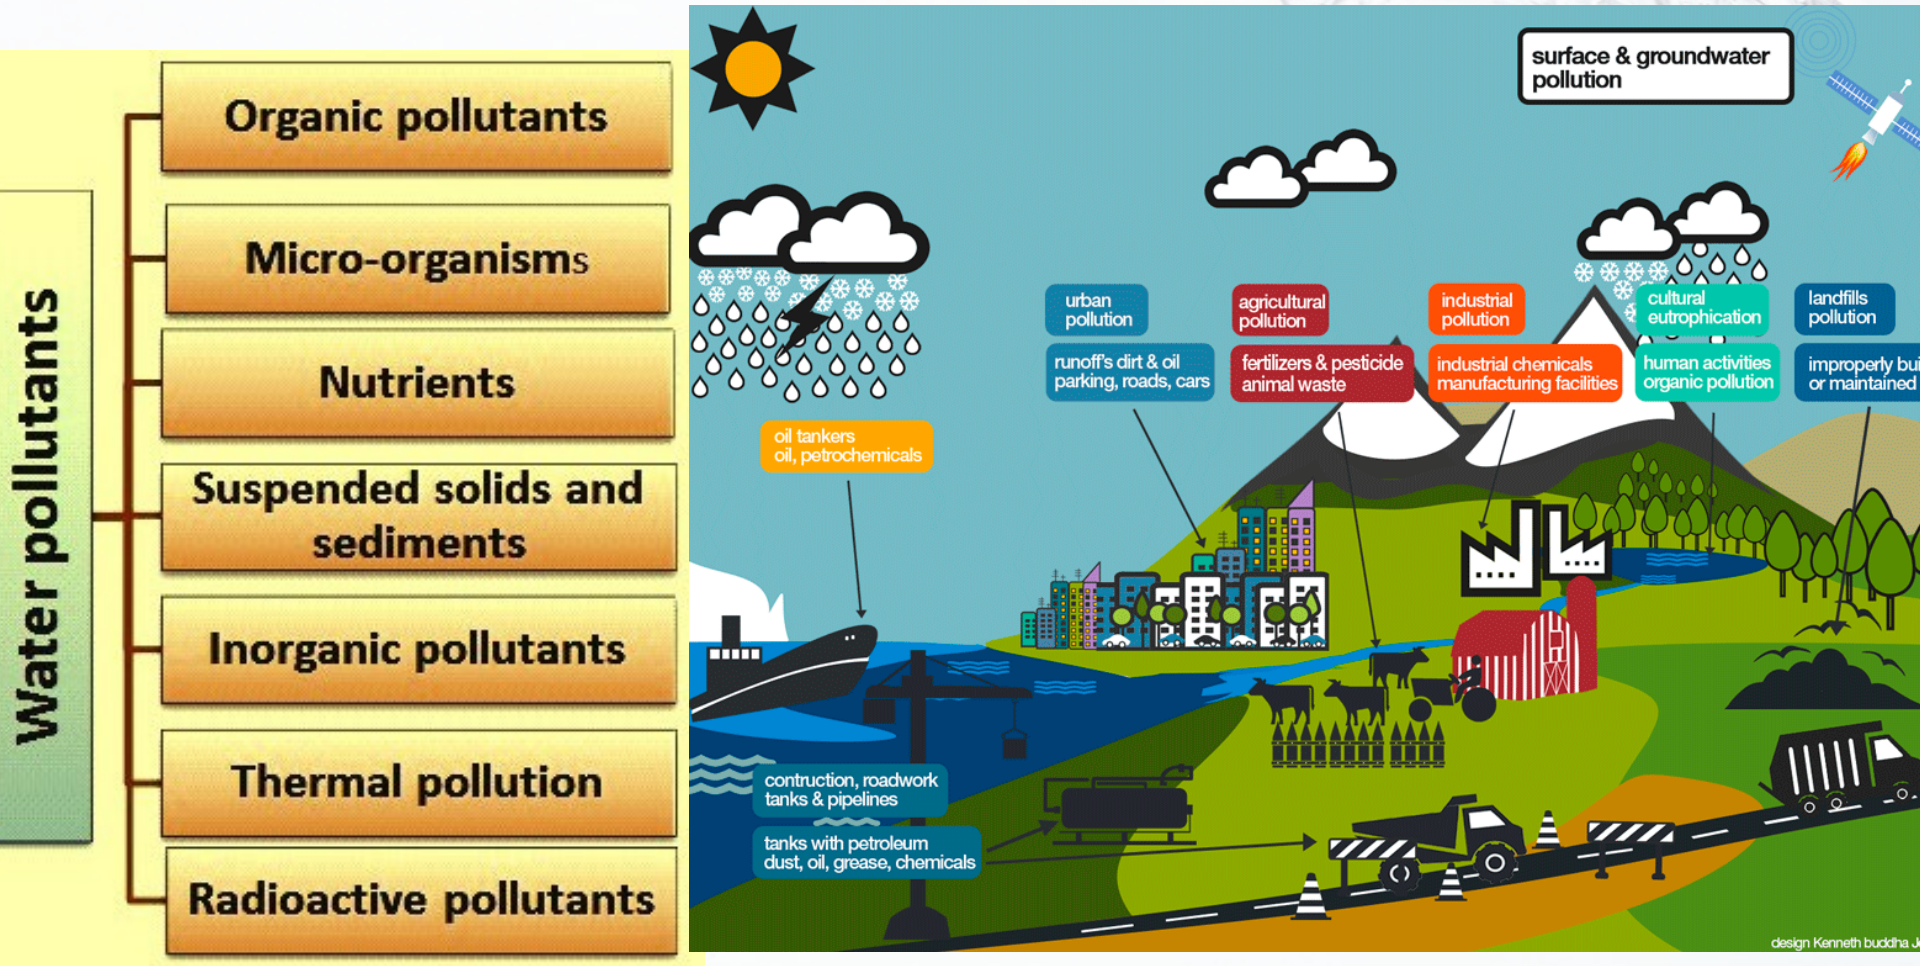 Water pollutants
Organic pollutants
Micro-organisms
Nutrients
Suspended solids and
sediments
Inorganic pollutants
Thermal pollution
Radioactive pollutants
surface & groundwater
pollution
urban
pollution
runoff's dirt & oil
parking, roads, cars
agricultural
pollution
fertilizers & pesticide
animal waste
industrial
pollution
industrial chemicals
manufacturing facilities
cultural
eutrophication
human activities
organic pollution
landfills
pollution
improperly
or maintained
oil tankers
oil, petrochemicals
contruction, roadwork
tanks & pipelines
tanks with petroleum
dust, oil, grease, chemicals
design Kenneth buddha